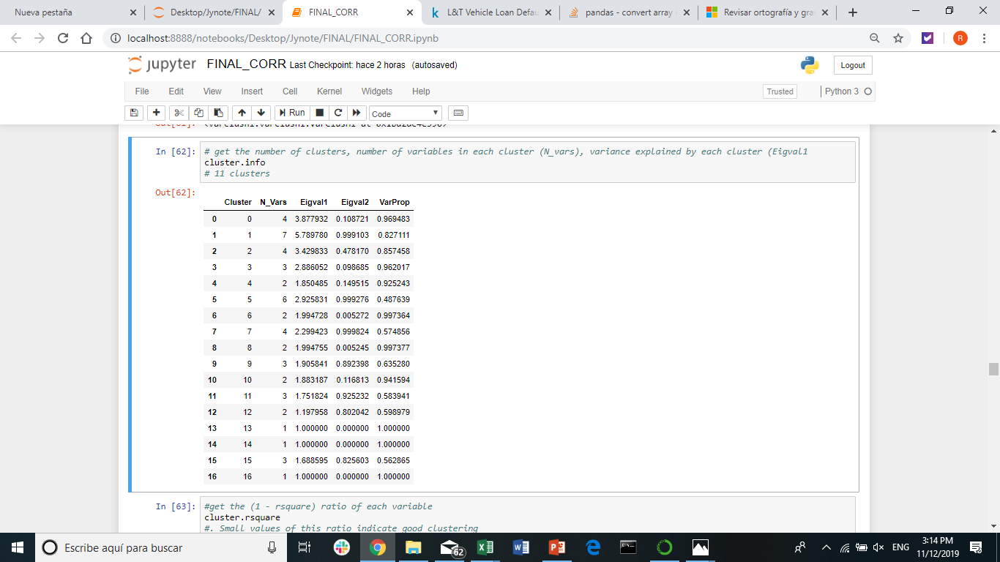 Nueva pestaña
Desktop/Jynote/FINAL/
FINAL_CORR
L&T Vehicle Loan Defau
pandas - convert array
Revisar ortografía y gra
localhost:8888/notebooks/Desktop/Jynote/FINAL/FINAL_CORR.ipynb
R
jupyter FINAL_CORR Last Checkpoint: hace 2 horas (autosaved)
Logout
File Edit View Insert Cell Kernel Widgets Help
Trusted
Python 3
Run
Code
In [62]: # get the number of clusters, number of variables in each cluster (N_vars), variance explained by each cluster (Eigval1
cluster.info
# 11 clusters
Out[62]:
Cluster N_Vars Eigval1 Eigval2 VarProp
0 0 4 3.877932 0.108721 0.969483
1 1 7 5.789780 0.999103 0.827111
2 2 4 3.429833 0.478170 0.857458
3 3 3 2.886052 0.098685 0.962017
4 4 2 1.850485 0.149515 0.925243
5 5 6 2.925831 0.999276 0.487639
6 6 2 1.994728 0.005272 0.997364
7 7 4 2.299423 0.999824 0.574856
8 8 2 1.994755 0.005245 0.997377
9 9 3 1.905841 0.892398 0.635280
10 10 2 1.883187 0.116813 0.941594
11 11 3 1.751824 0.925232 0.583941
12 12 2 1.197958 0.802042 0.598979
13 13 1 1.000000 0.000000 1.000000
14 14 1 1.000000 0.000000 1.000000
15 15 3 1.688595 0.825603 0.562865
16 16 1 1.000000 0.000000 1.000000
In [63]: #get the (1 - rsquare) ratio of each variable
cluster.rsquare
#. Small values of this ratio indicate good clustering
Escribe aquí para buscar
62
ENG
3:14 PM
11/12/2019